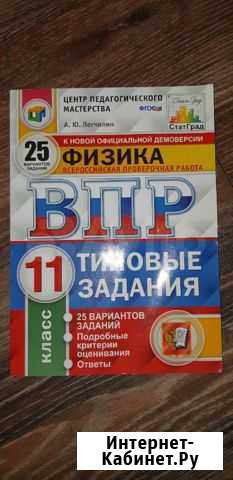 ЦЕНТР ПЕДАГОГИЧЕСКОГО
МАСТЕРСТВА
ФГОС
А. Ю. Легчилин
СтатГрад
К НОВОЙ ОФИЦИАЛЬНОЙ ДЕМОВЕРСИИ
25
ВАРИАНТОВ
ЗАДАНИЙ
ФИЗИКА
ВСЕРОССИЙСКАЯ ПРОВЕРОЧНАЯ РАБОТА
ВПР
11
КЛАСС
ТИПОВЫЕ
ЗАДАНИЯ
25 ВАРИАНТОВ
ЗАДАНИЙ
Подробные
критерии
оценивания
Ответы
Интернет-
Кабинет.Ру